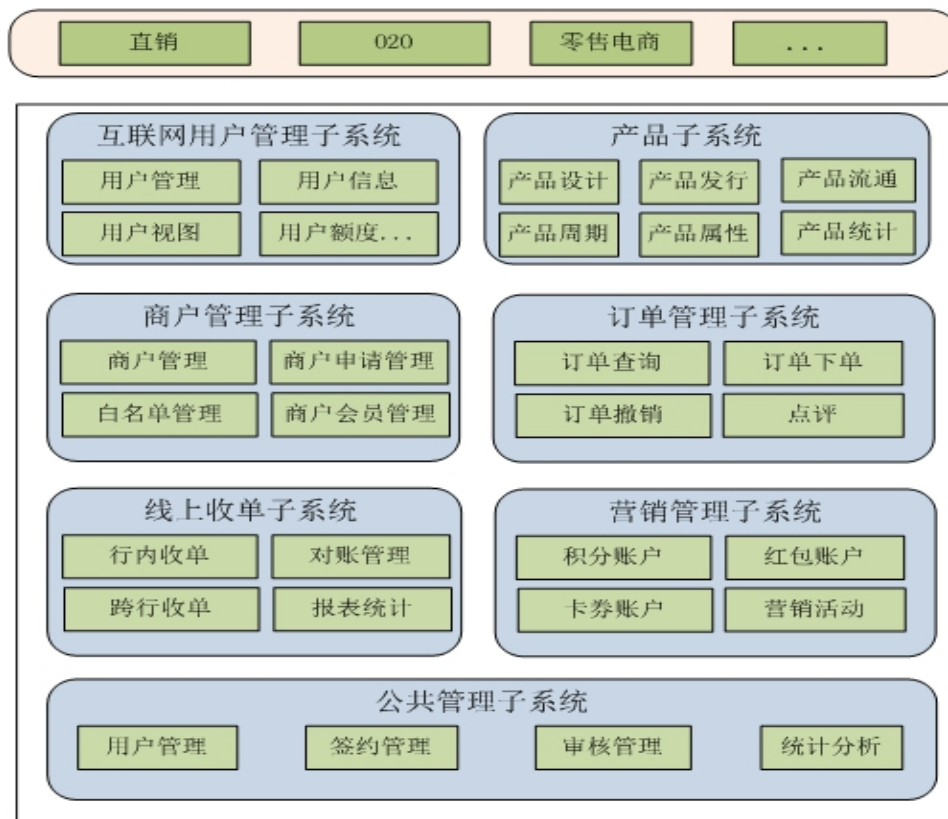 直销 020 零售电商 ...
互联网用户管理子系统
用户管理 用户信息
用户视图 用户额度...
产品子系统
产品设计 产品发行 产品流通
产品周期 产品属性 产品统计
商户管理子系统
商户管理 商户申请管理
白名单管理 商户会员管理
订单管理子系统
订单查询 订单下单
订单撤销 点评
线上收单子系统
行内收单 对账管理
跨行收单 报表统计
营销管理子系统
积分账户 红包账户
卡券账户 营销活动
公共管理子系统
用户管理 签约管理 审核管理 统计分析